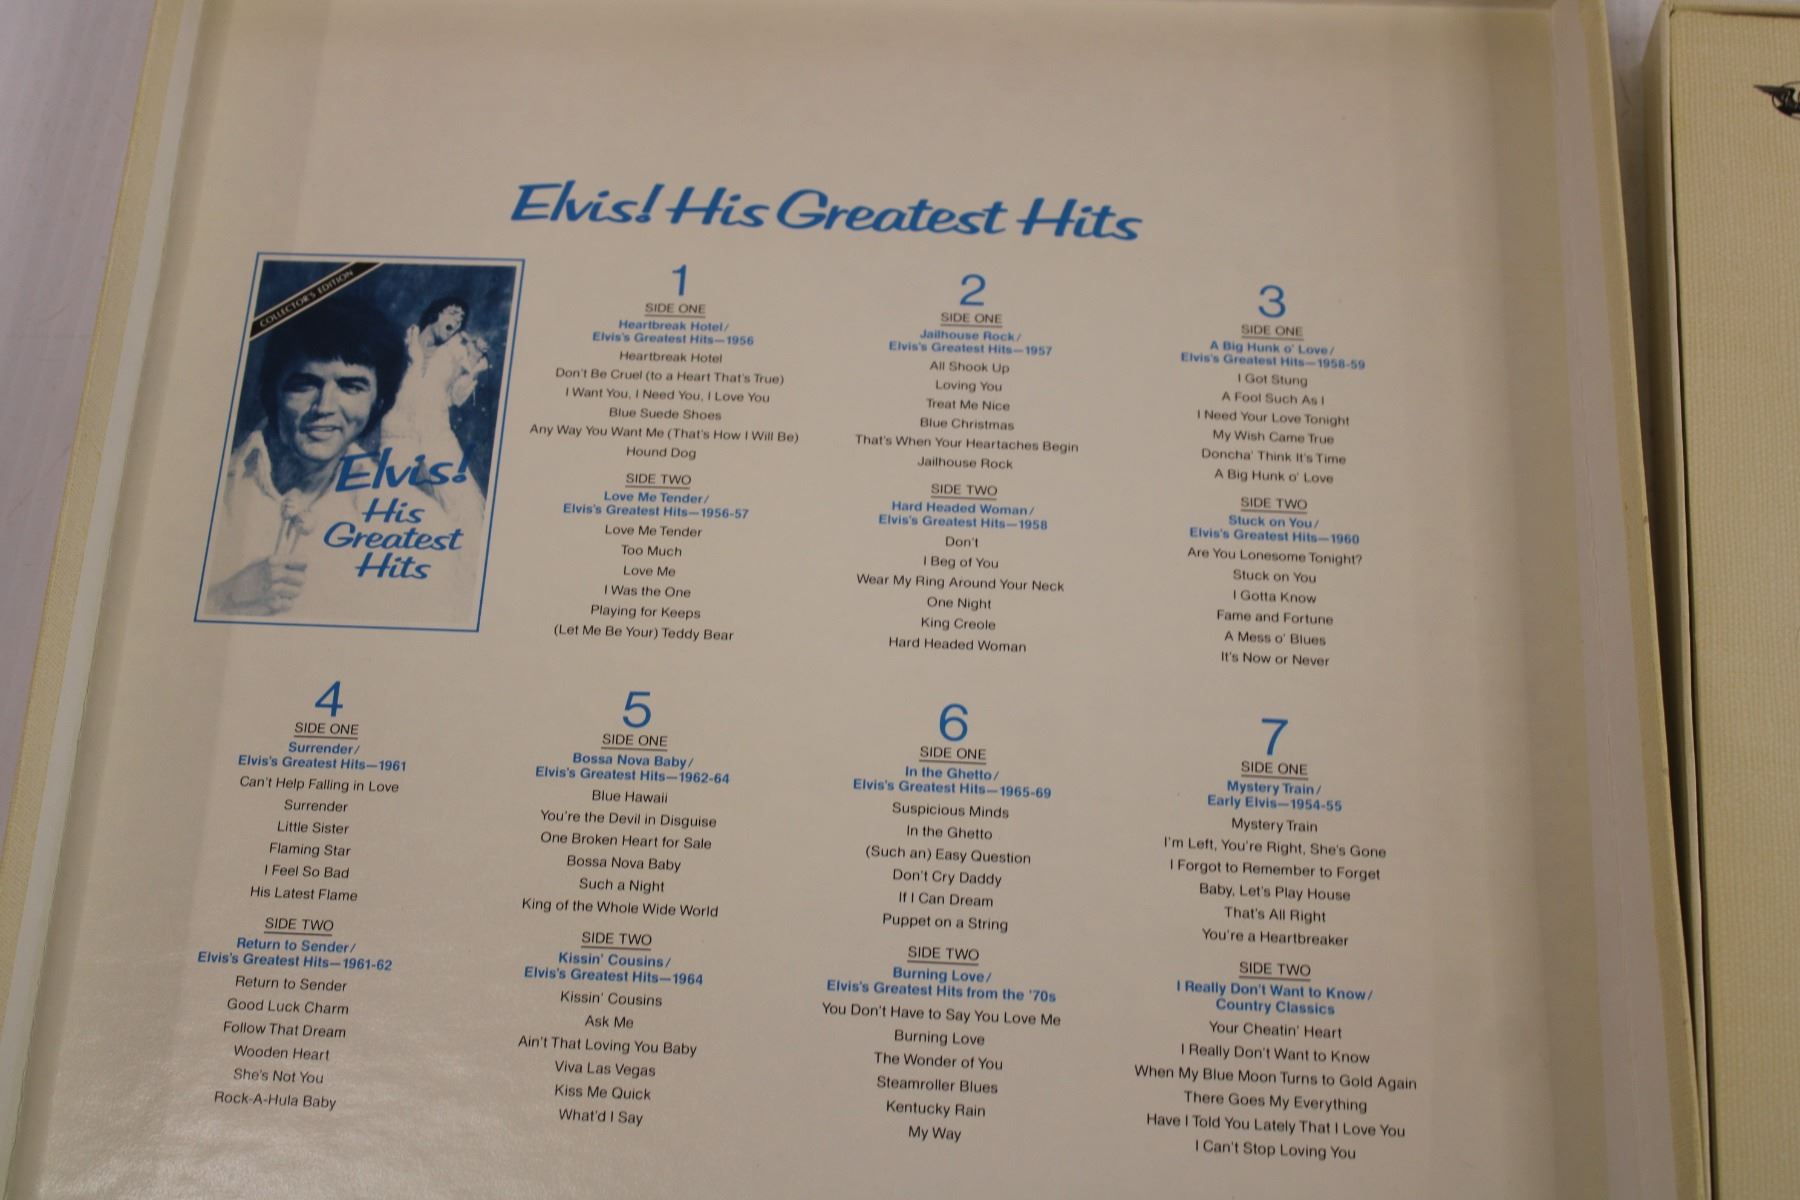 Elvis! His Greatest Hits
COLLECTOR'S EDITION
Elvis!
His
Greatest
Hits
1
SIDE ONE
Heartbreak Hotel/
Elvis's Greatest Hits—1956
Heartbreak Hotel
Don't Be Cruel (to a Heart That's True)
I Want You, I Need You, I Love You
Blue Suede Shoes
Any Way You Want Me (That's How I Will Be)
Hound Dog
SIDE TWO
Love Me Tender/
Elvis's Greatest Hits—1956-57
Love Me Tender
Too Much
Love Me
I Was the One
Playing for Keeps
(Let Me Be Your) Teddy Bear
2
SIDE ONE
Jailhouse Rock/
Elvis's Greatest Hits—1957
All Shook Up
Loving You
Treat Me Nice
Blue Christmas
That's When Your Heartaches Begin
Jailhouse Rock
SIDE TWO
Hard Headed Woman/
Elvis's Greatest Hits—1958
Don't
I Beg of You
Wear My Ring Around Your Neck
One Night
King Creole
Hard Headed Woman
3
SIDE ONE
A Big Hunk o' Love/
Elvis's Greatest Hits—1958-59
I Got Stung
A Fool Such As I
I Need Your Love Tonight
My Wish Came True
Doncha' Think It's Time
A Big Hunk o' Love
SIDE TWO
Stuck on You/
Elvis's Greatest Hits—1960
Are You Lonesome Tonight?
Stuck on You
I Gotta Know
Fame and Fortune
A Mess o' Blues
It's Now or Never
4
SIDE ONE
Surrender/
Elvis's Greatest Hits—1961
Can't Help Falling in Love
Surrender
Little Sister
Flaming Star
I Feel So Bad
His Latest Flame
SIDE TWO
Return to Sender/
Elvis's Greatest Hits—1961-62
Return to Sender
Good Luck Charm
Follow That Dream
Wooden Heart
She's Not You
Rock-A-Hula Baby
5
SIDE ONE
Bossa Nova Baby/
Elvis's Greatest Hits—1962-64
Blue Hawaii
You're the Devil in Disguise
One Broken Heart for Sale
Bossa Nova Baby
Such a Night
King of the Whole Wide World
SIDE TWO
Kissin' Cousins/
Elvis's Greatest Hits—1964
Kissin' Cousins
Ask Me
Ain't That Loving You Baby
Viva Las Vegas
Kiss Me Quick
What'd I Say
6
SIDE ONE
In the Ghetto/
Elvis's Greatest Hits—1965-69
Suspicious Minds
In the Ghetto
(Such an) Easy Question
Don't Cry Daddy
If I Can Dream
Puppet on a String
SIDE TWO
Burning Love/
Elvis's Greatest Hits from the '70s
You Don't Have to Say You Love Me
Burning Love
The Wonder of You
Steamroller Blues
Kentucky Rain
My Way
7
SIDE ONE
Mystery Train/
Early Elvis—1954-55
Mystery Train
I'm Left, You're Right, She's Gone
I Forgot to Remember to Forget
Baby, Let's Play House
That's All Right
You're a Heartbreaker
SIDE TWO
I Really Don't Want to Know/
Country Classics
Your Cheatin' Heart
I Really Don't Want to Know
When My Blue Moon Turns to Gold Again
There Goes My Everything
Have I Told You Lately That I Love You
I Can't Stop Loving You